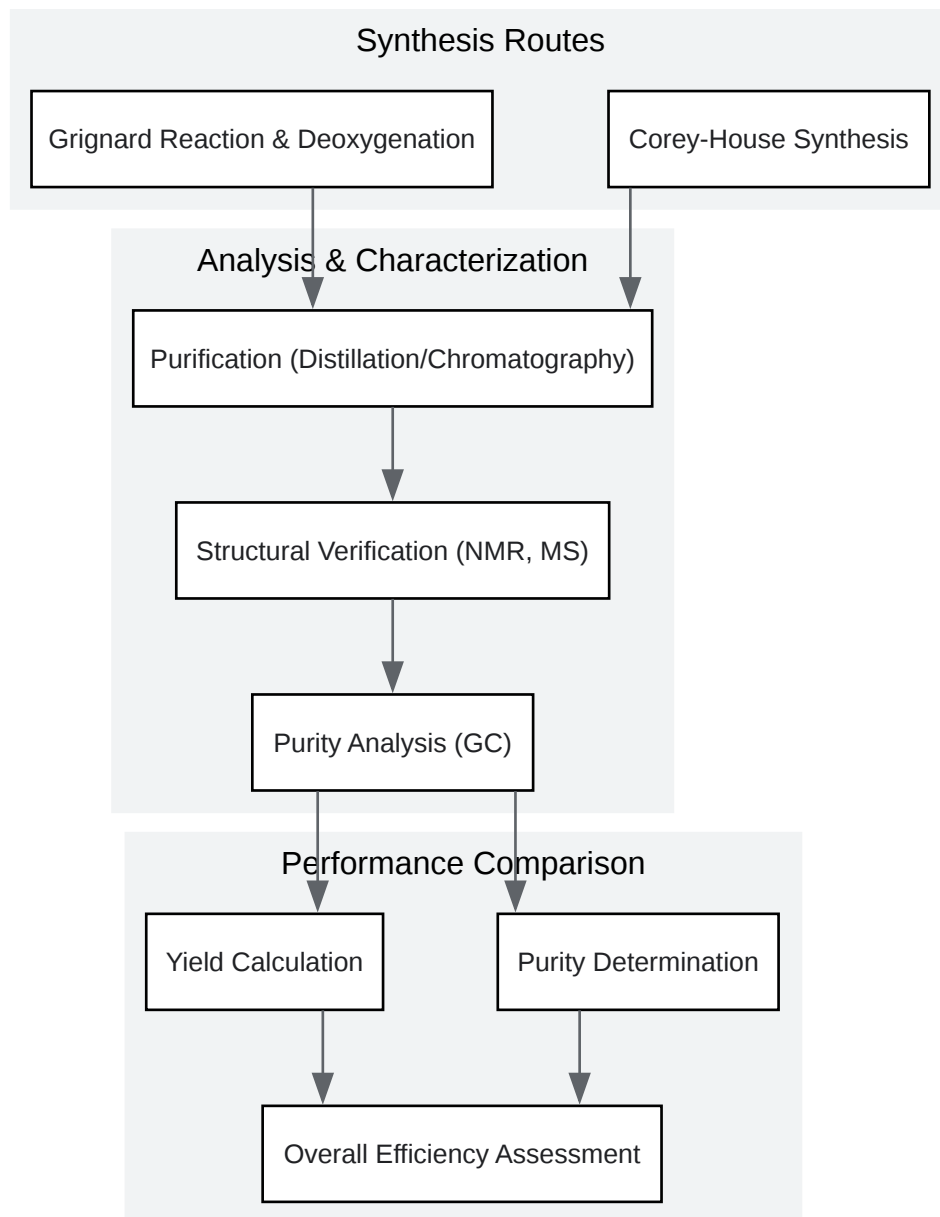 Synthesis Routes
Grignard Reaction & Deoxygenation
Corey-House Synthesis
Analysis & Characterization
Purification (Distillation/Chromatography)
Structural Verification (NMR, MS)
Purity Analysis (GC)
Performance Comparison
Yield Calculation
Purity Determination
Overall Efficiency Assessment